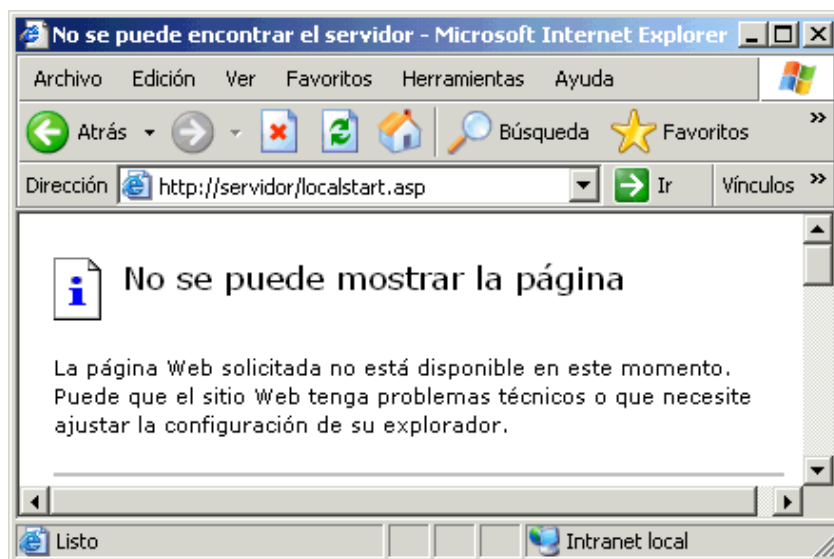 No se puede encontrar el servidor - Microsoft Internet Explorer
Archivo Edición Ver Favoritos Herramientas Ayuda
Atrás Búsqueda Favoritos »
Dirección http://servidor/localstart.asp Ir Vínculos »
No se puede mostrar la página
La página Web solicitada no está disponible en este momento.
Puede que el sitio Web tenga problemas técnicos o que necesite
ajustar la configuración de su explorador.
Listo Intranet local